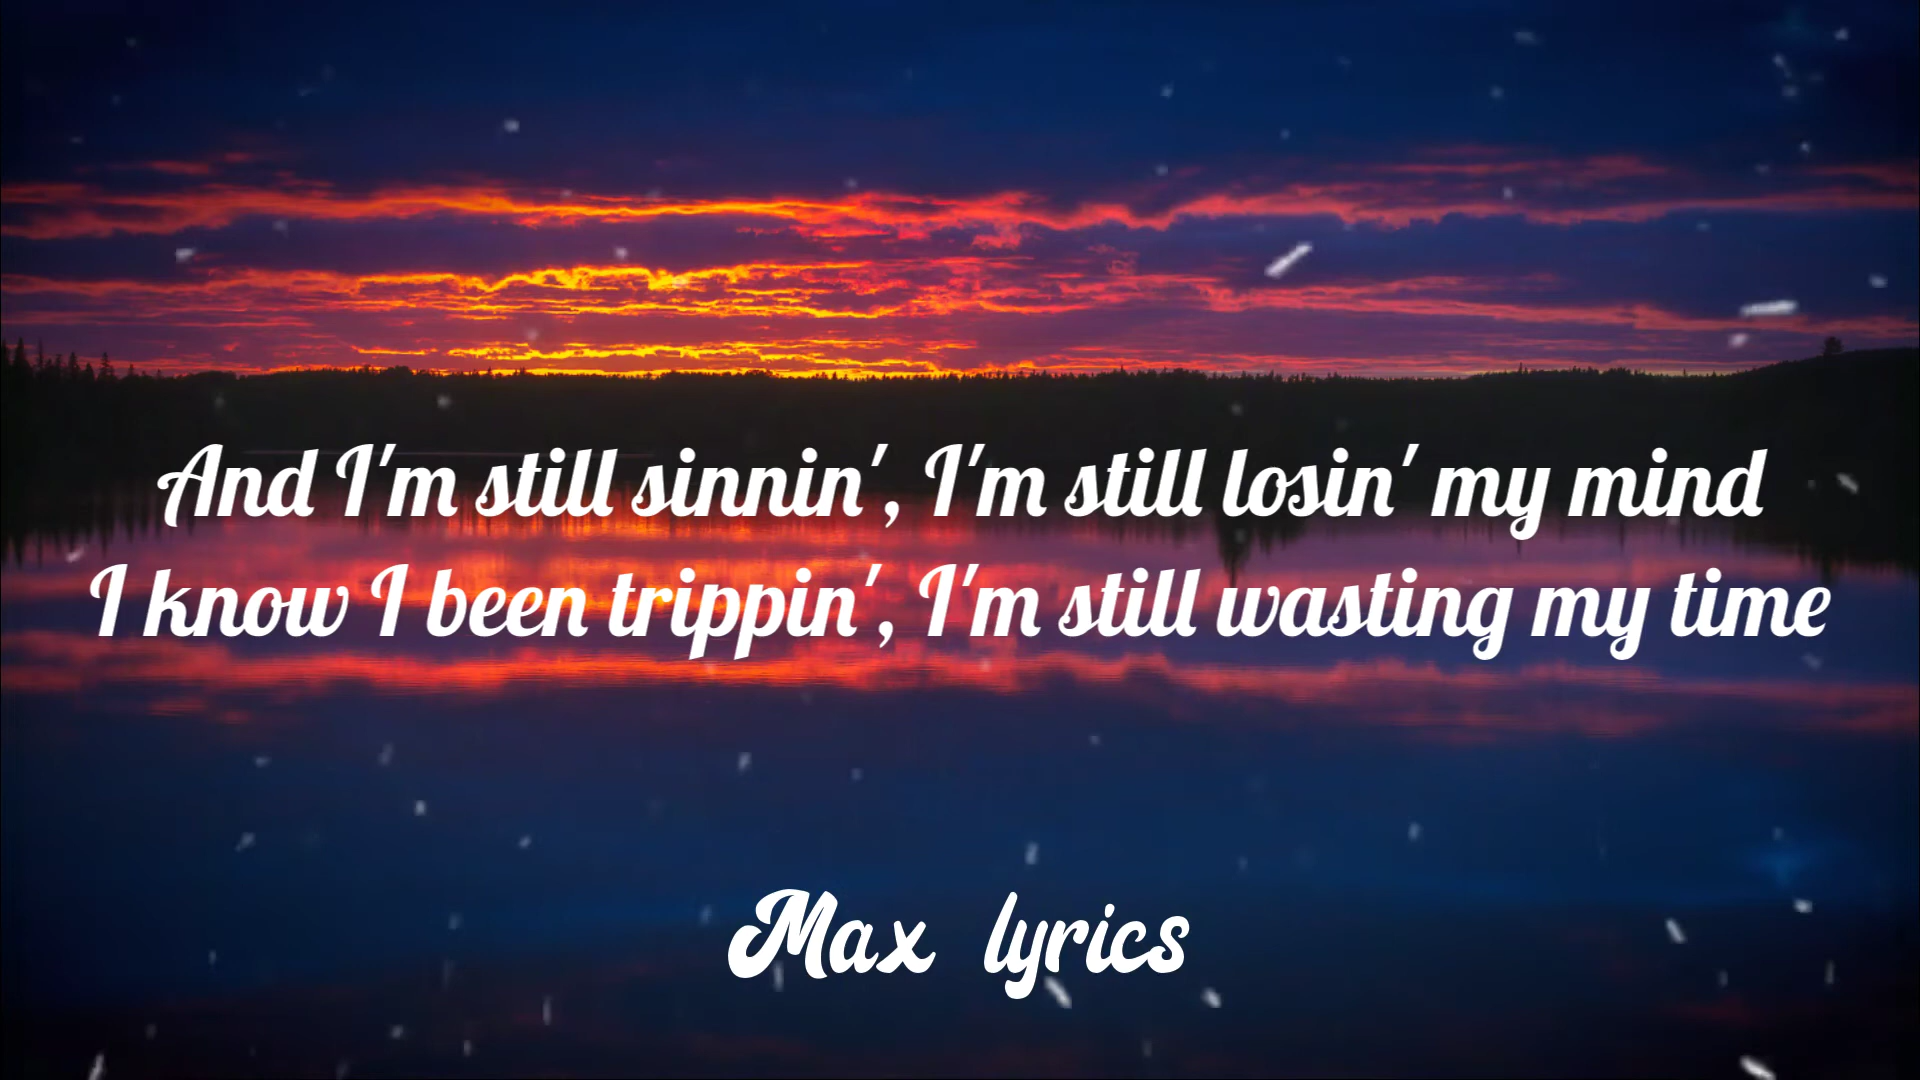 And I'm still sinnin', I'm still losin' my mind
I know I been trippin', I'm still wasting my time
Max lyrics